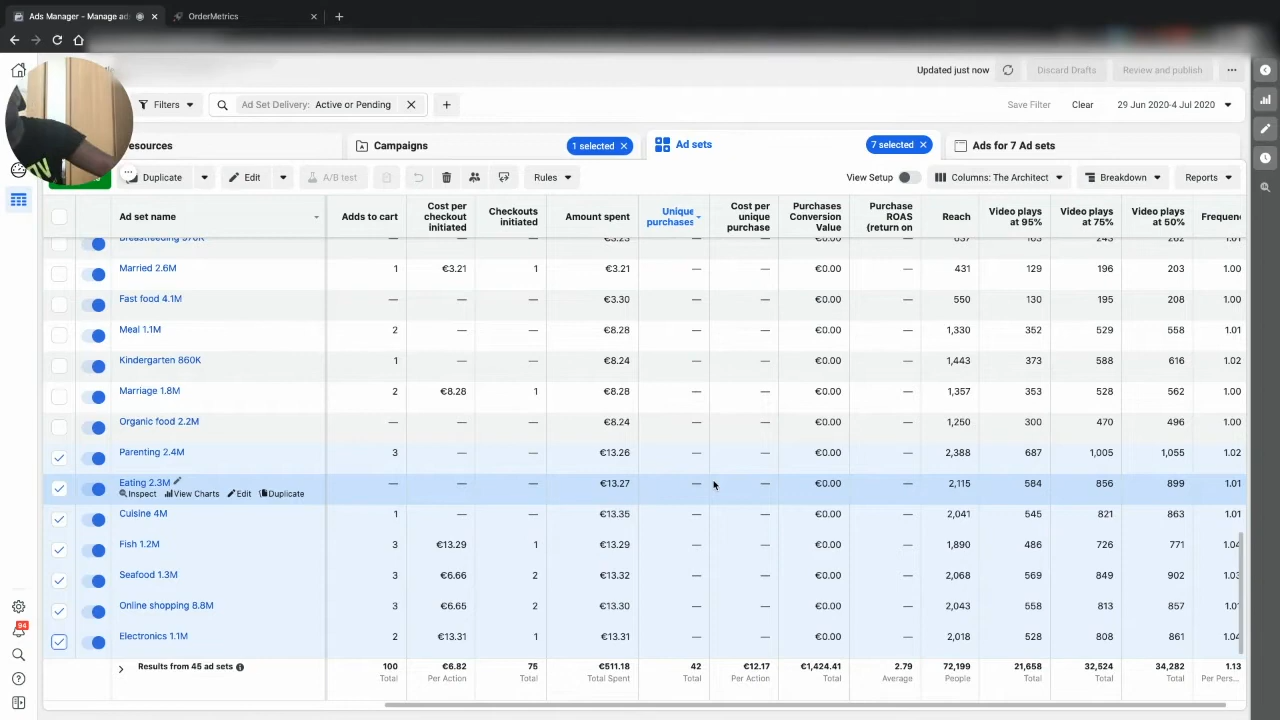 Ads Manager - Manage ad
OrderMetrics
Updated just now
Discard Drafts
Review and publish
Filters
Ad Set Delivery: Active or Pending
Save Filter
Clear
29 Jun 2020-4 Jul 2020
esources
Campaigns
1 selected
Ad sets
7 selected
Ads for 7 Ad sets
Duplicate
Edit
A/B test
Rules
View Setup
Columns: The Architect
Breakdown
Reports
Ad set name Adds to cart Cost per checkout initiated Checkouts initiated Amount spent Unique purchases Cost per unique purchase Purchases Conversion Value Purchase ROAS (return on Reach Video plays at 95% Video plays at 75% Video plays at 50% Frequenc
Married 2.6M 1 €3.21 1 €3.21 — — €0.00 — 431 129 196 203 1.00
Fast food 4.1M — — — €3.30 — — €0.00 — 550 130 195 208 1.00
Meal 1.1M 2 — — €8.28 — — €0.00 — 1,330 352 529 558 1.01
Kindergarten 860K 1 — — €8.24 — — €0.00 — 1,443 373 588 616 1.02
Marriage 1.8M 2 €8.28 1 €8.28 — — €0.00 — 1,357 353 528 562 1.01
Organic food 2.2M — — — €8.24 — — €0.00 — 1,250 300 470 496 1.00
Parenting 2.4M 3 — — €13.26 — — €0.00 — 2,388 687 1,005 1,055 1.02
Eating 2.3M — — — €13.27 — — €0.00 — 2,115 584 856 899 1.01
Inspect View Charts Edit Duplicate
Cuisine 4M 1 — — €13.35 — — €0.00 — 2,041 545 821 863 1.01
Fish 1.2M 3 €13.29 1 €13.29 — — €0.00 — 1,890 486 726 771 1.04
Seafood 1.3M 3 €6.66 2 €13.32 — — €0.00 — 2,068 569 849 902 1.03
Online shopping 8.8M 3 €6.65 2 €13.30 — — €0.00 — 2,043 558 813 857 1.0
Electronics 1.1M 2 €13.31 1 €13.31 — — €0.00 — 2,018 528 808 861 1.04
Results from 45 ad sets 100 €6.82 75 €511.18 42 €12.17 €1,424.41 2.79 72,199 21,658 32,524 34,282 1.13
Total Per Action Total Total Spent Total Per Action Total Average People Total Total Total Per Pers...
94